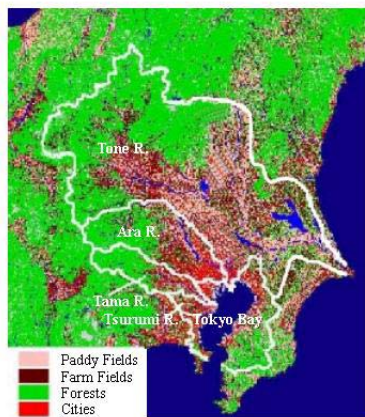 Tone R.
Ara R.
Tama R.
Tsurumi R.
Tokyo Bay
Paddy Fields
Farm Fields
Forests
Cities